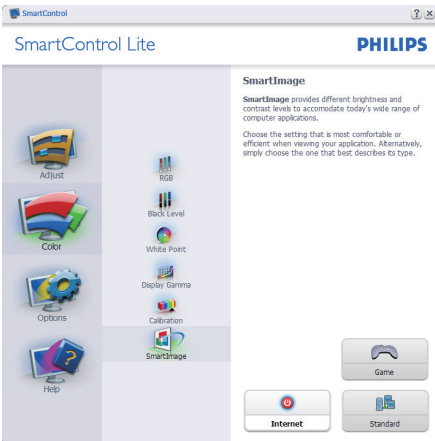 SmartControl
SmartControl Lite
PHILIPS
Adjust
Color
Options
Help
RGB
Black Level
White Point
Display Gamma
Calibration
SmartImage
SmartImage
SmartImage provides different brightness and
contrast levels to accomodate today's wide range of
computer applications.
Choose the setting that is most comfortable or
efficient when viewing your application. Alternatively,
simply choose the one that best describes its type.
Game
Internet
Standard